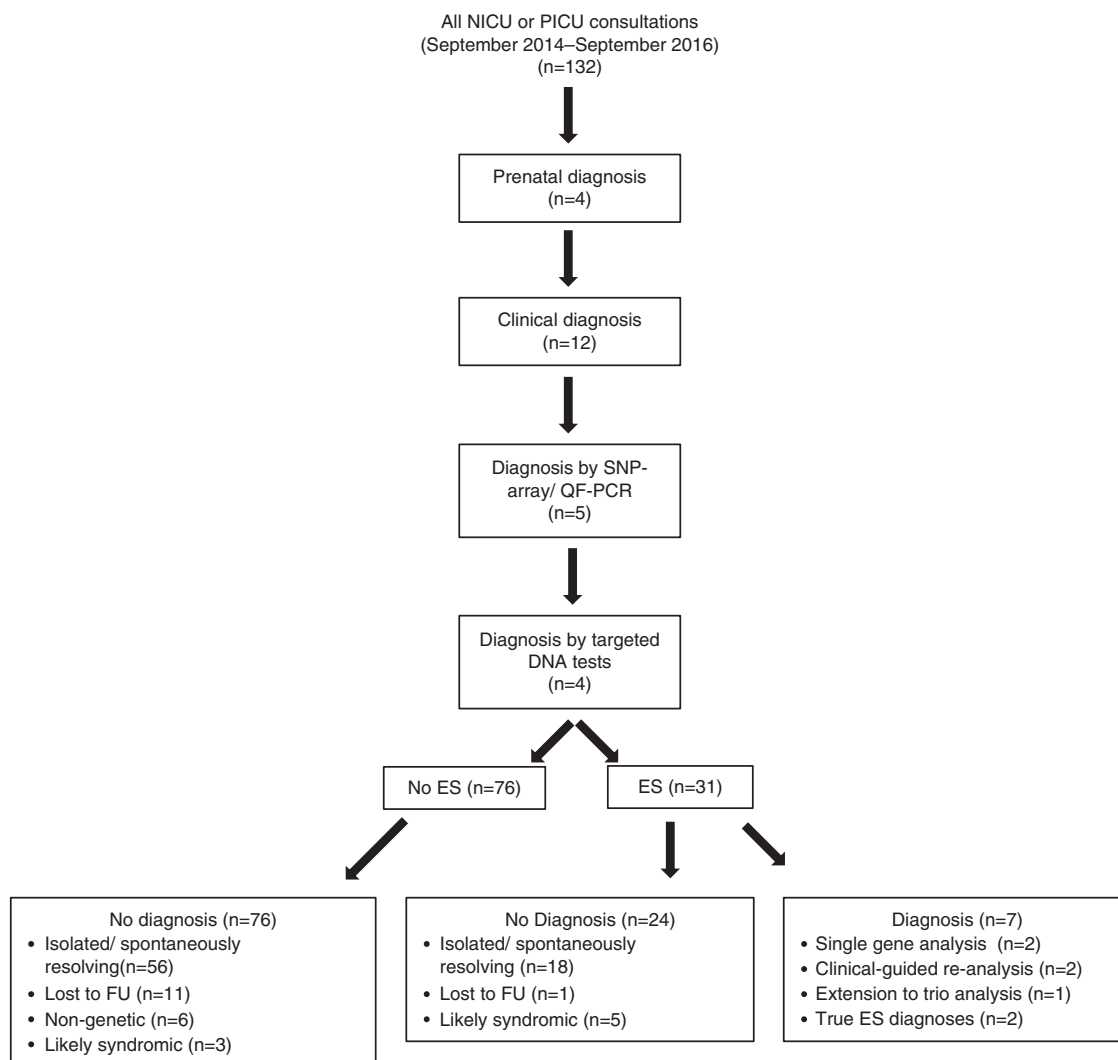 All NICU or PICU consultations
(September 2014–September 2016)
(n=132)
Prenatal diagnosis
(n=4)
Clinical diagnosis
(n=12)
Diagnosis by SNP-
array/ QF-PCR
(n=5)
Diagnosis by targeted
DNA tests
(n=4)
No ES (n=76)
ES (n=31)
No diagnosis (n=76)
• Isolated/ spontaneously
resolving(n=56)
• Lost to FU (n=11)
• Non-genetic (n=6)
• Likely syndromic (n=3)
No Diagnosis (n=24)
• Isolated/ spontaneously
resolving (n=18)
• Lost to FU (n=1)
• Likely syndromic (n=5)
Diagnosis (n=7)
• Single gene analysis (n=2)
• Clinical-guided re-analysis (n=2)
• Extension to trio analysis (n=1)
• True ES diagnoses (n=2)